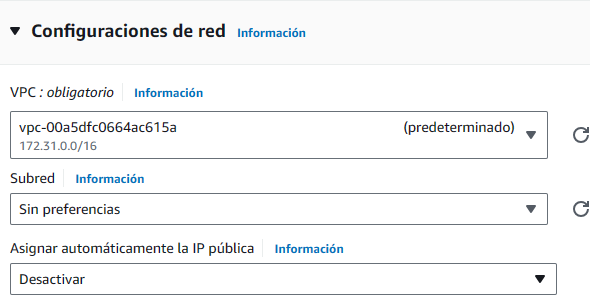 Configuraciones de red Información
VPC : obligatorio Información
vpc-00a5dfc0664ac615a (predeterminado)
172.31.0.0/16
Subred Información
Sin preferencias
Asignar automáticamente la IP pública Información
Desactivar